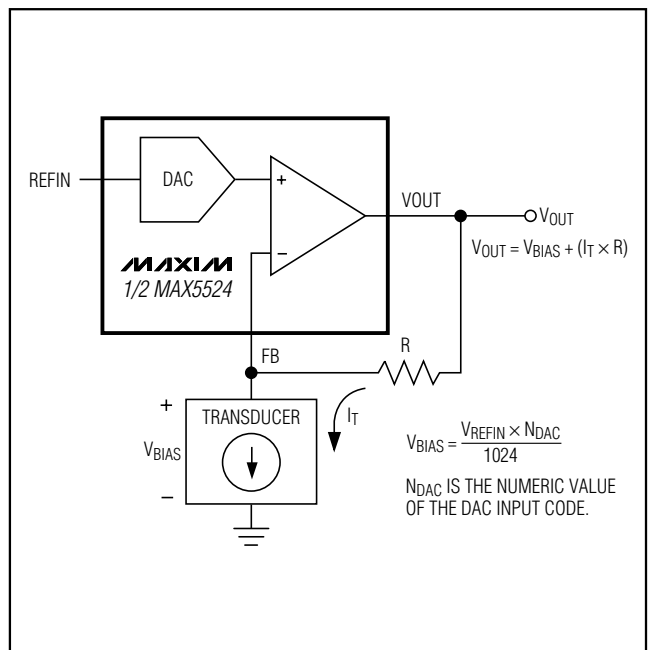 REFIN
DAC
+
−
VOUT
VOUT
VOUT = VBIAS + (IT × R)
MAXIM
1/2 MAX5524
FB
R
+
TRANSDUCER
IT
VBIAS
−
VBIAS = VREFIN × NDAC
1024
NDAC IS THE NUMERIC VALUE
OF THE DAC INPUT CODE.